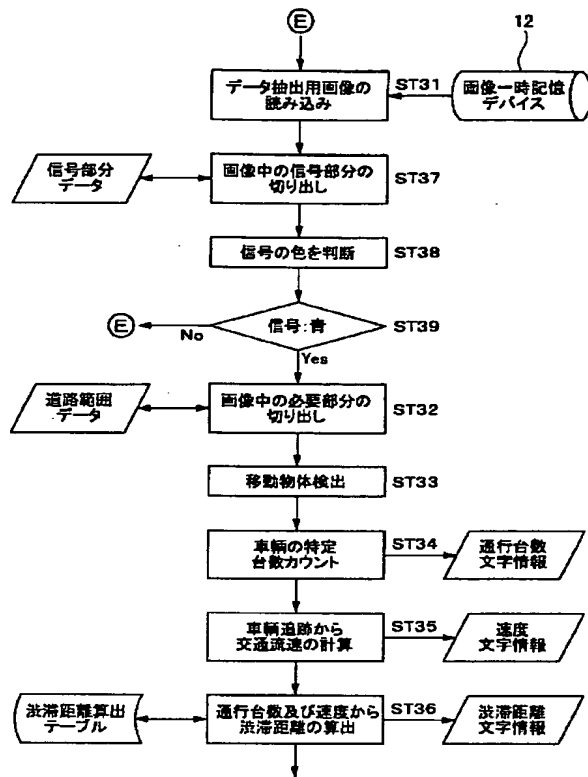 E
12
データ抽出用画像の
読み込み
ST31
画像一時記憶
デバイス
信号部分
データ
画像中の信号部分の
切り出し
ST37
信号の色を判断
ST38
E
No
信号:青
ST39
Yes
道路範囲
データ
画像中の必要部分の
切り出し
ST32
移動物体検出
ST33
車輌の特定
台数カウント
ST34
通行台数
文字情報
車輌追跡から
交通流速の計算
ST35
速度
文字情報
渋滞距離算出
テーブル
通行台数及び速度から
渋滞距離の算出
ST36
渋滞距離
文字情報